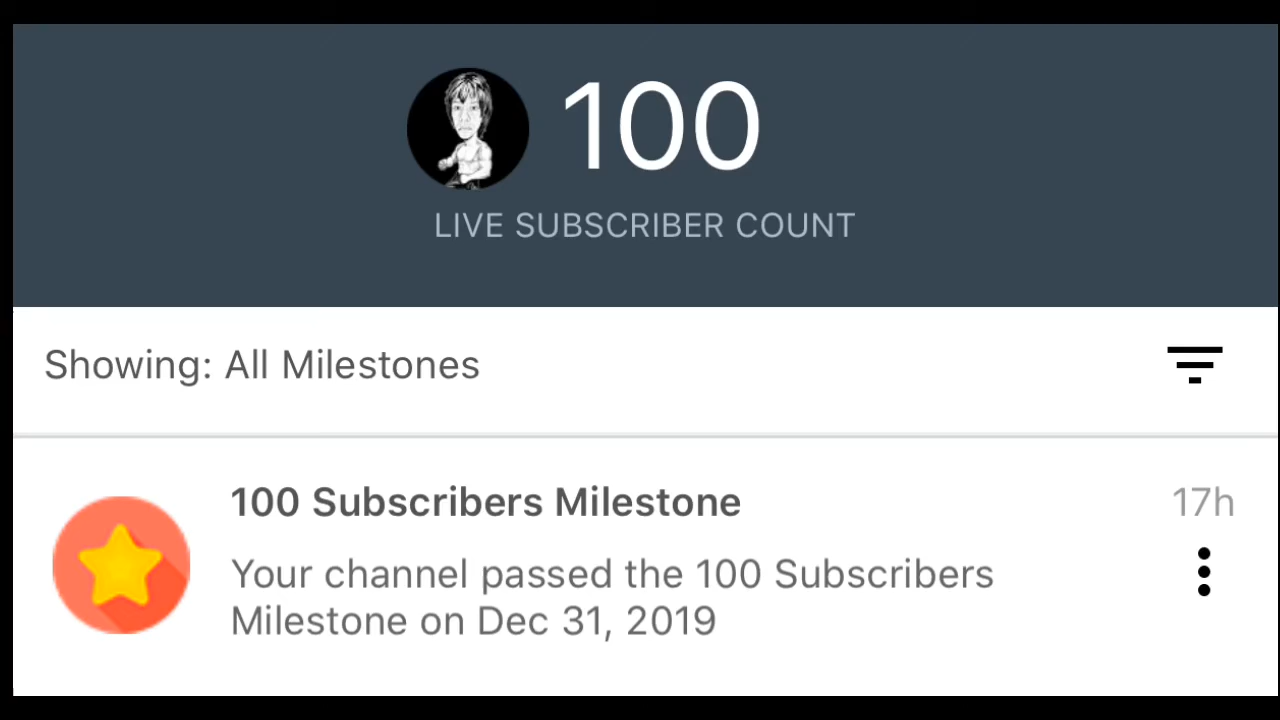 100
LIVE SUBSCRIBER COUNT
Showing: All Milestones
100 Subscribers Milestone
17h
Your channel passed the 100 Subscribers
Milestone on Dec 31, 2019